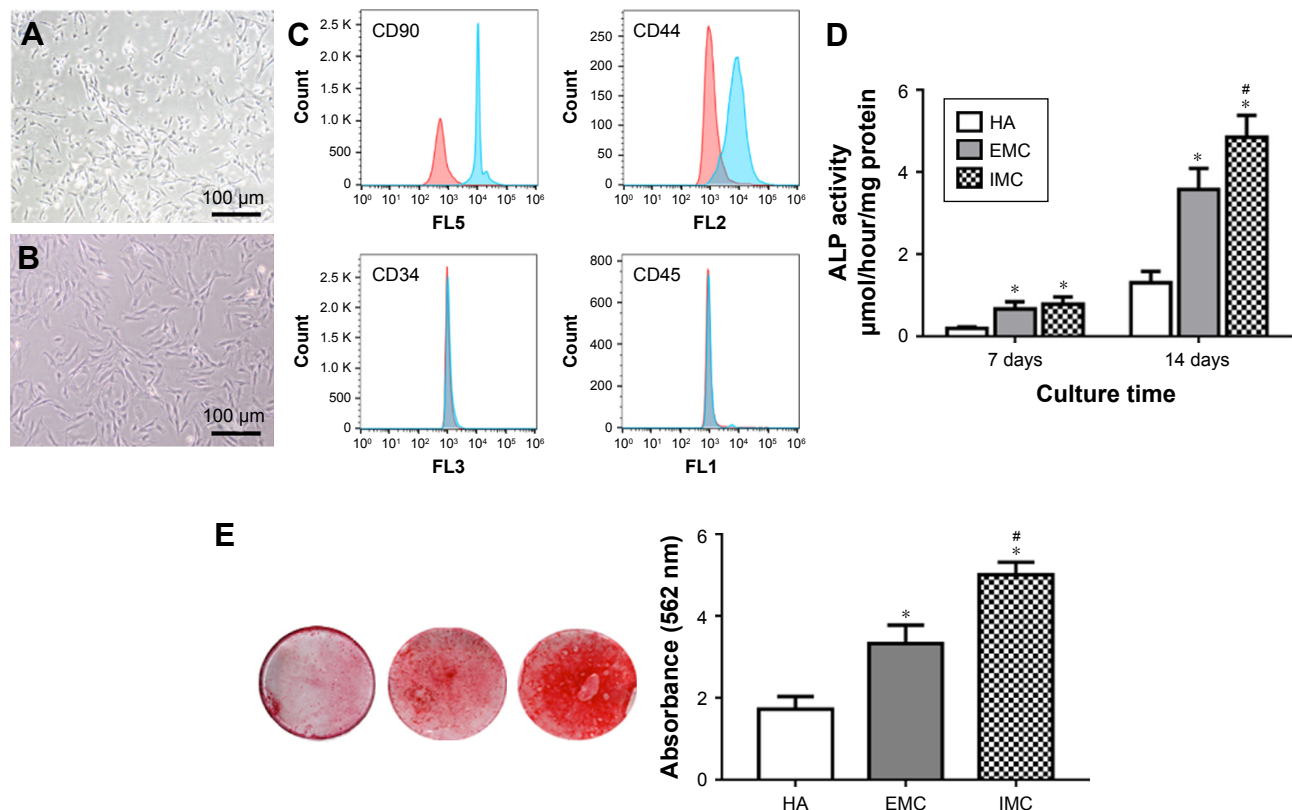 A
100 µm
B
100 µm
C
CD90
Count
2.5 K
2.0 K
1.5 K
1.0 K
500
0
10⁰ 10¹ 10² 10³ 10⁴ 10⁵ 10⁶
FL5
CD44
Count
250
200
150
100
50
0
10⁰ 10¹ 10² 10³ 10⁴ 10⁵ 10⁶
FL2
CD34
Count
2.5 K
2.0 K
1.5 K
1.0 K
500
0
10⁰ 10¹ 10² 10³ 10⁴ 10⁵ 10⁶
FL3
CD45
Count
800
600
400
200
0
10⁰ 10¹ 10² 10³ 10⁴ 10⁵ 10⁶
FL1
D
ALP activity
µmol/hour/mg protein
6
4
2
0
HA
EMC
IMC
* *
*
#
*
7 days 14 days
Culture time
E
Absorbance (562 nm)
6
4
2
0
*
#
*
HA EMC IMC